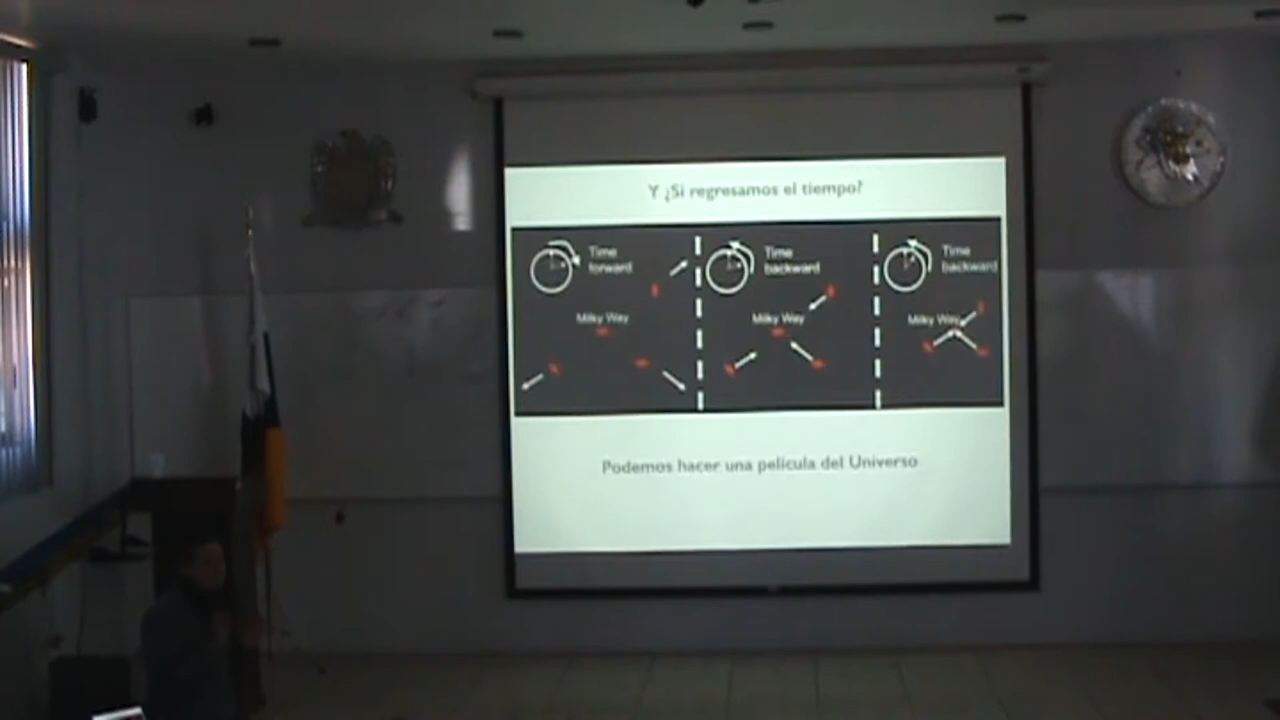 Y ¿Si regresamos el tiempo?
Time
forward
Milky Way
Time
backward
Milky Way
Time
backward
Milky Way
Podemos hacer una película del Universo